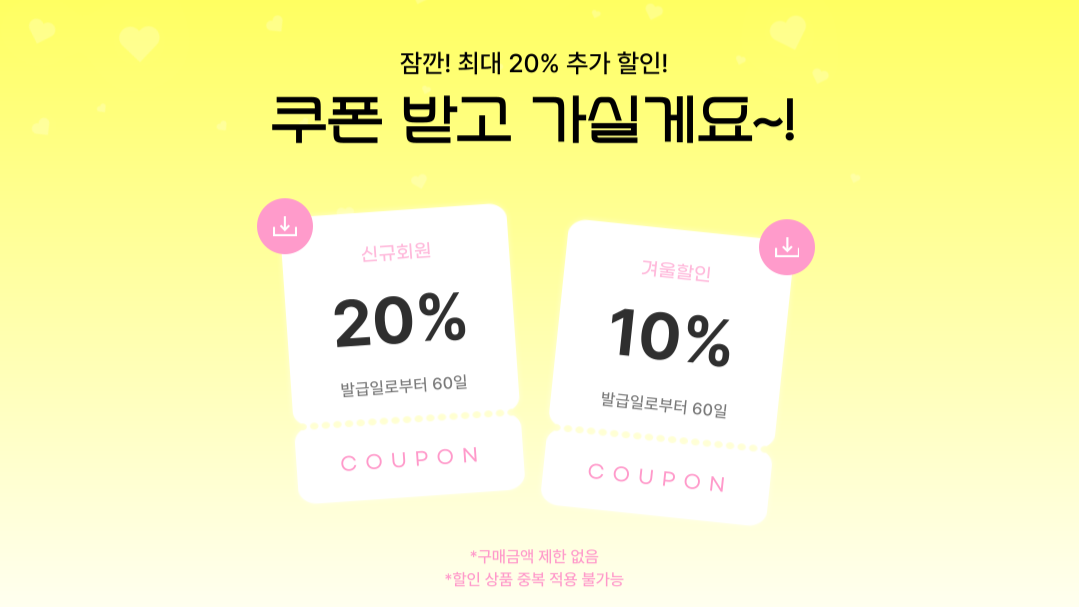 잠깐! 최대 20% 추가 할인!
쿠폰 받고 가실게요~!
신규회원
20%
발급일로부터 60일
COUPON
겨울할인
10%
발급일로부터 60일
COUPON
*구매금액 제한 없음
*할인 상품 중복 적용 불가능